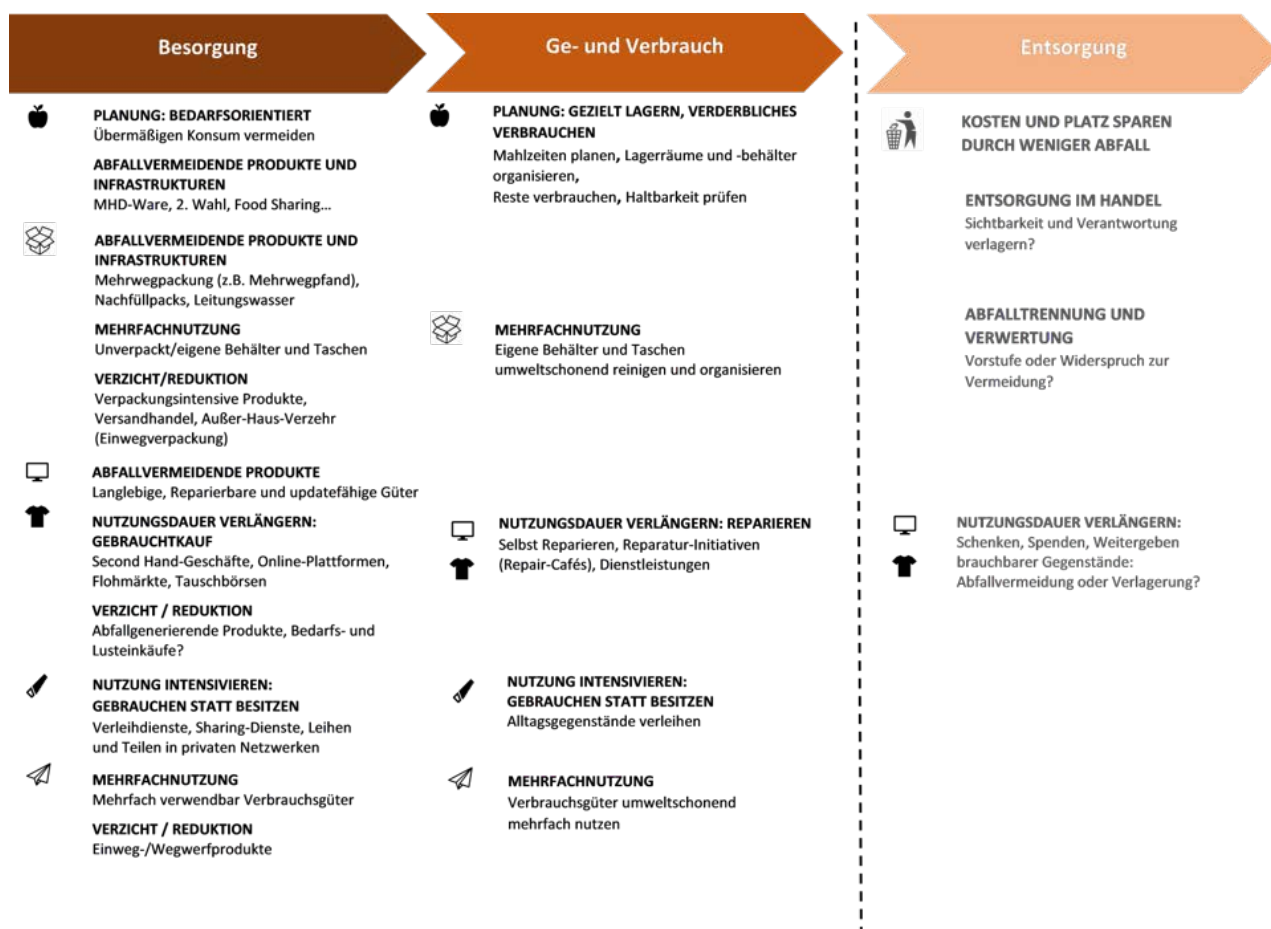 Besorgung
PLANUNG: BEDARFSORIENTIERT
Übermäßigen Konsum vermeiden
ABFALLVERMEIDENDE PRODUKTE UND
INFRASTRUKTUREN
MHD-Ware, 2. Wahl, Food Sharing...
ABFALLVERMEIDENDE PRODUKTE UND
INFRASTRUKTUREN
Mehrwegpackung (z.B. Mehrwegpfand),
Nachfüllpacks, Leitungswasser
MEHRFACHNUTZUNG
Unverpackt/eigene Behälter und Taschen
VERZICHT/REDUKTION
Verpackungsintensive Produkte,
Versandhandel, Außer-Haus-Verzehr
(Einwegverpackung)
ABFALLVERMEIDENDE PRODUKTE
Langlebige, Reparierbare und updatefähige Güter
NUTZUNGSDAUER VERLÄNGERN:
GEBRAUCHTKAUF
Second Hand-Geschäfte, Online-Plattformen,
Flohmärkte, Tauschbörsen
VERZICHT / REDUKTION
Abfallgenerierende Produkte, Bedarfs- und
Lusteinkäufe?
NUTZUNG INTENSIVIEREN:
GEBRAUCHEN STATT BESITZEN
Verleihdienste, Sharing-Dienste, Leihen
und Teilen in privaten Netzwerken
MEHRFACHNUTZUNG
Mehrfach verwendbar Verbrauchsgüter
VERZICHT / REDUKTION
Einweg-/Wegwerfprodukte
Ge- und Verbrauch
PLANUNG: GEZIELT LAGERN, VERDERBLICHES
VERBRAUCHEN
Mahlzeiten planen, Lagerräume und -behälter
organisieren,
Reste verbrauchen, Haltbarkeit prüfen
MEHRFACHNUTZUNG
Eigene Behälter und Taschen
umweltschonend reinigen und organisieren
NUTZUNGSDAUER VERLÄNGERN: REPARIEREN
Selbst Reparieren, Reparatur-Initiativen
(Repair-Cafés), Dienstleistungen
NUTZUNG INTENSIVIEREN:
GEBRAUCHEN STATT BESITZEN
Alltagsgegenstände verleihen
MEHRFACHNUTZUNG
Verbrauchsgüter umweltschonend
mehrfach nutzen
Entsorgung
KOSTEN UND PLATZ SPAREN
DURCH WENIGER ABFALL
ENTSORGUNG IM HANDEL
Sichtbarkeit und Verantwortung
verlagern?
ABFALLTRENNUNG UND
VERWERTUNG
Vorstufe oder Widerspruch zur
Vermeidung?
NUTZUNGSDAUER VERLÄNGERN:
Schenken, Spenden, Weitergeben
brauchbarer Gegenstände:
Abfallvermeidung oder Verlagerung?